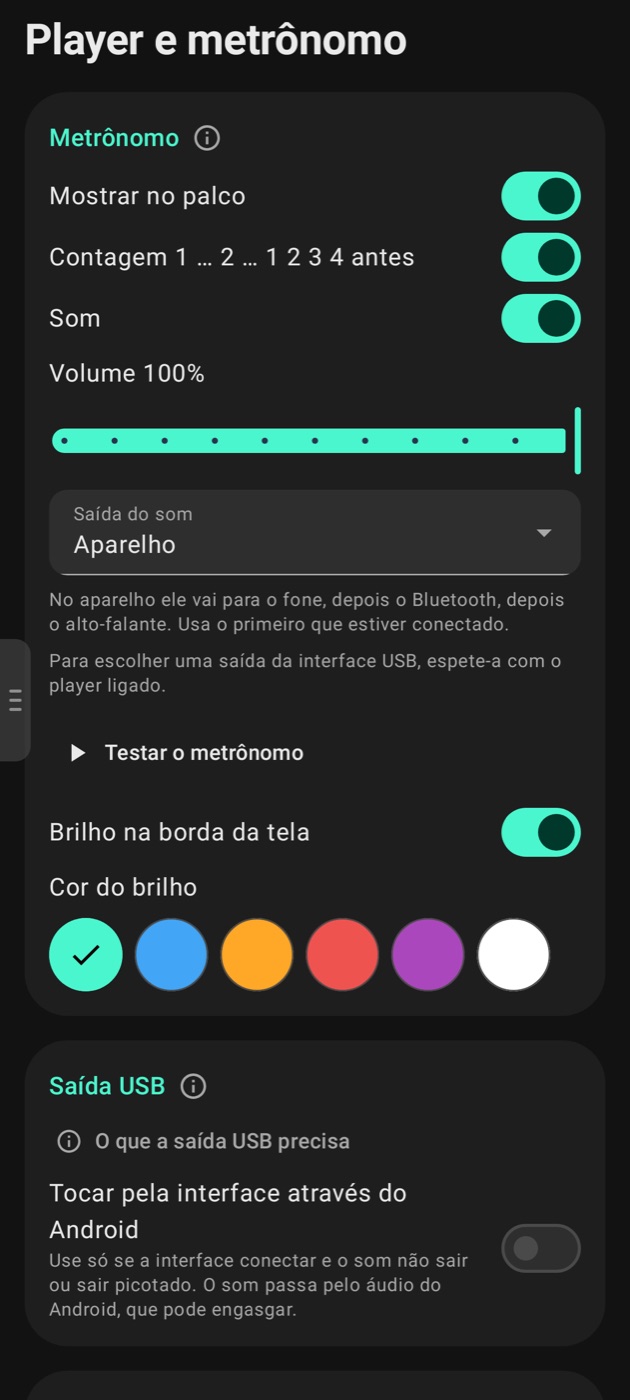 Player e metrônomo
Metrônomo
Mostrar no palco
Contagem 1 ... 2 ... 1 2 3 4 antes
Som
Volume 100%
Saída do som
Aparelho
No aparelho ele vai para o fone, depois o Bluetooth, depois
o alto-falante. Usa o primeiro que estiver conectado.
Para escolher uma saída da interface USB, espete-a com o
player ligado.
Testar o metrônomo
Brilho na borda da tela
Cor do brilho
Saída USB
O que a saída USB precisa
Tocar pela interface através do
Android
Use só se a interface conectar e o som não sair
ou sair picotado. O som passa pelo áudio do
Android, que pode engasgar.